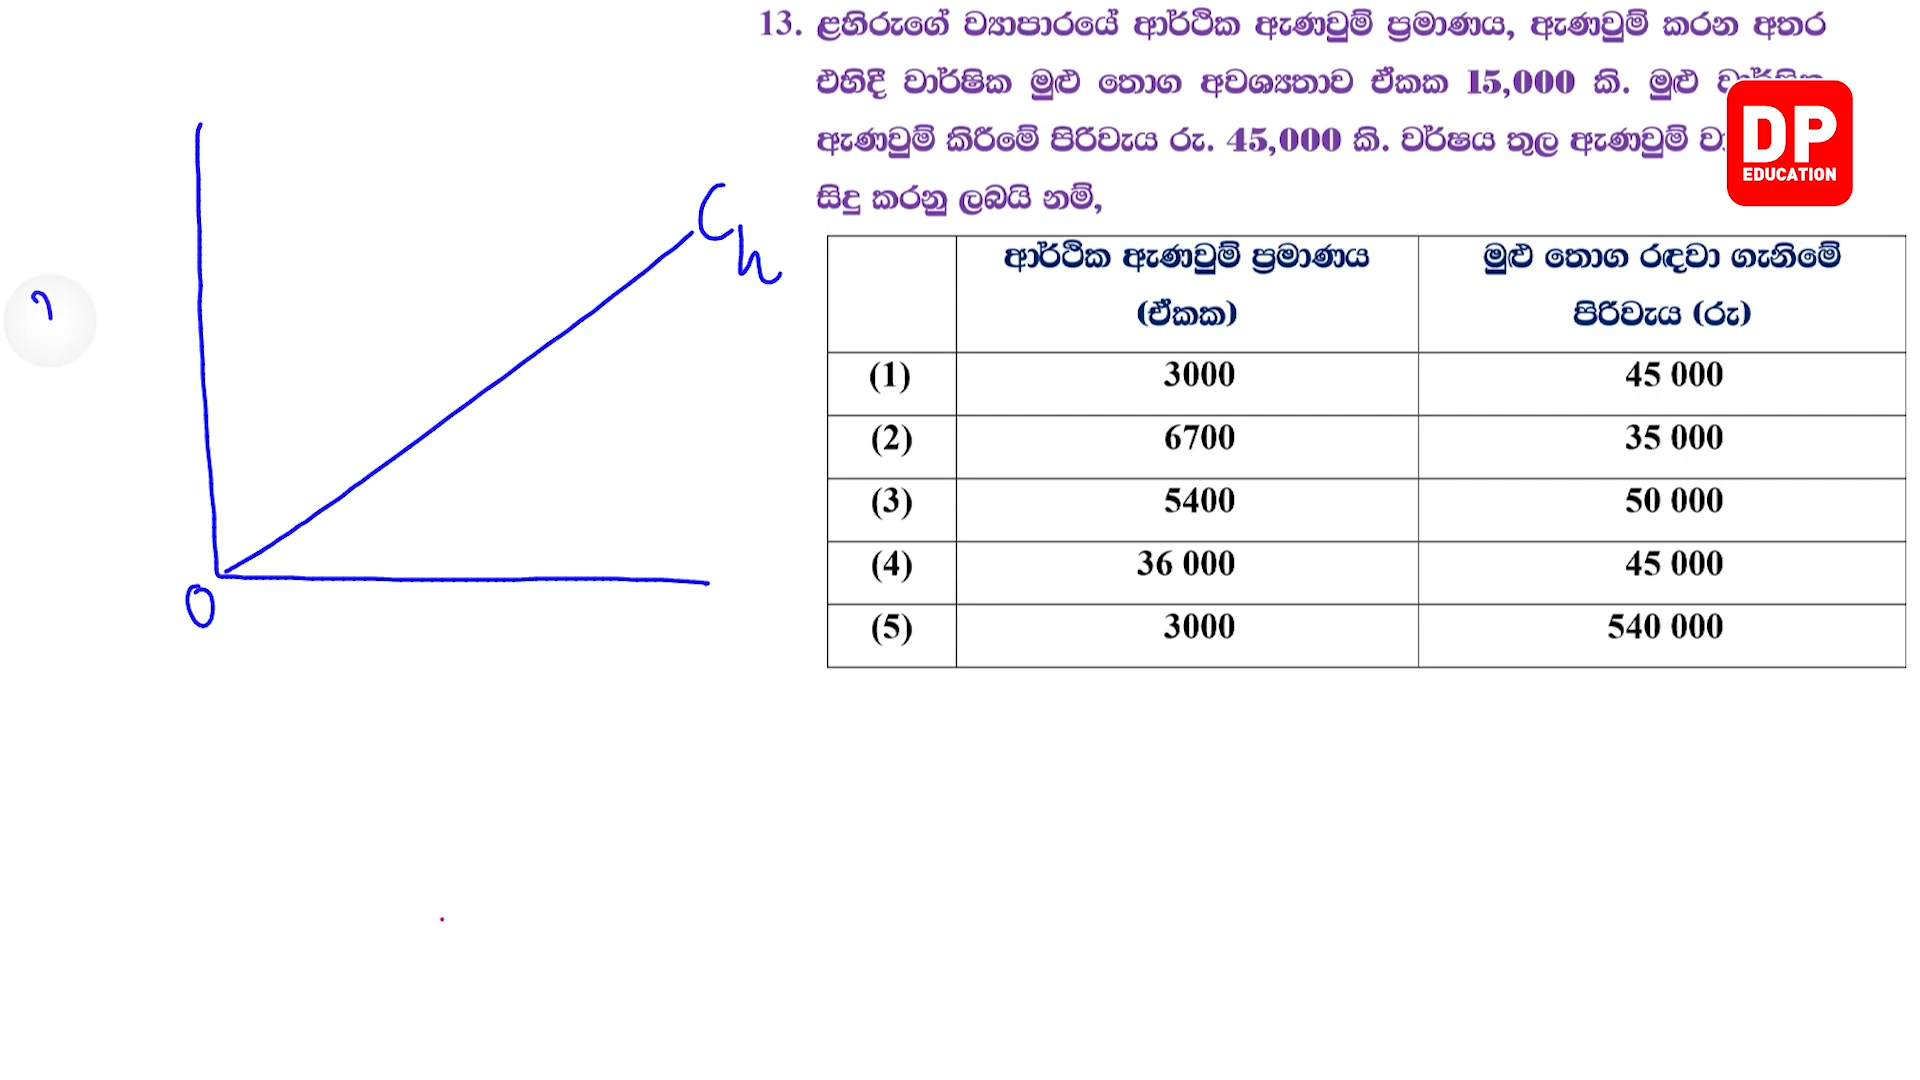 13. ළහිරුගේ ව්‍යාපාරයේ ආර්ථික ඇණවුම් ප්‍රමාණය, ඇණවුම් කරන අතර
එහිදී වාර්ෂික මුළු තොග අවශ්‍යතාව ඒකක 15,000 කි. මුළු
ඇණවුම් කිරීමේ පිරිවැය රු. 45,000 කි. වර්ෂය තුල ඇණවුම්
සිදු කරනු ලබයි නම්,
DP
EDUCATION
ආර්ථික ඇණවුම් ප්‍රමාණය (ඒකක) මුළු තොග රඳවා ගැනිමේ පිරිවැය (රු)
(1) 3000 45 000
(2) 6700 35 000
(3) 5400 50 000
(4) 36 000 45 000
(5) 3000 540 000
Ch
O